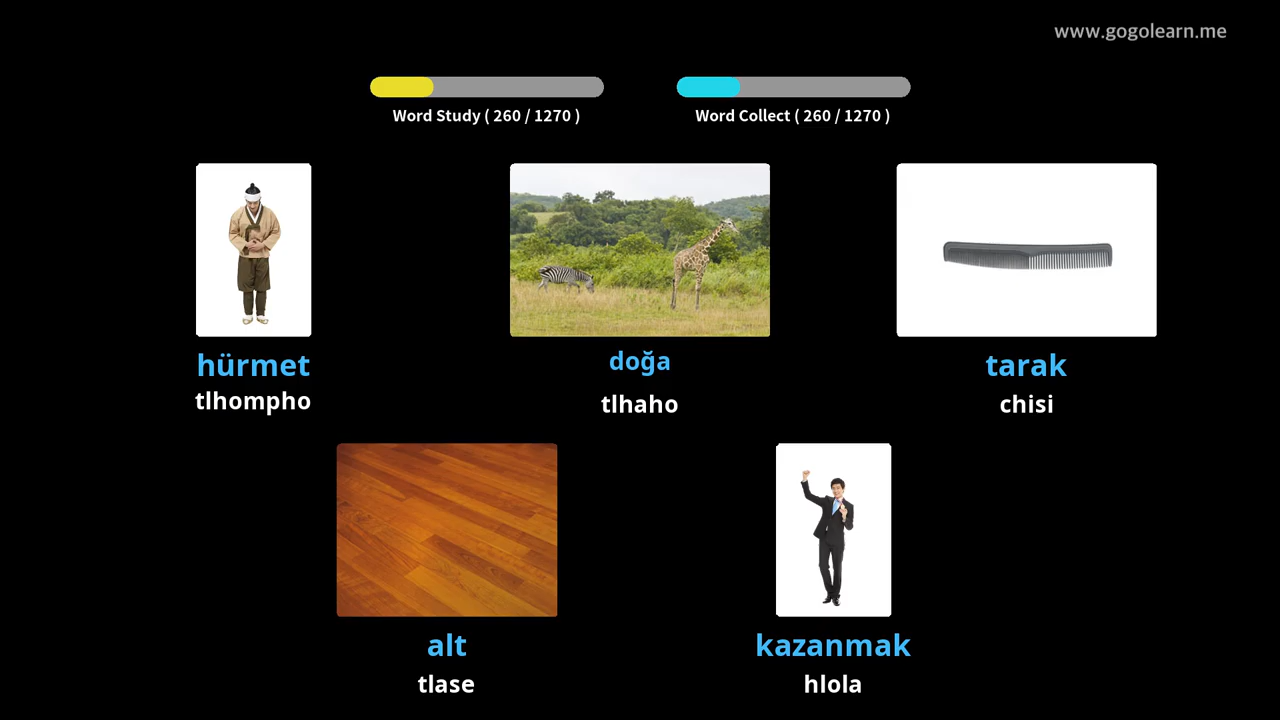 www.gogolearn.me
Word Study ( 260 / 1270 )
Word Collect ( 260 / 1270 )
hürmet
tlhompho
doğa
tlhaho
tarak
chisi
alt
tlase
kazanmak
hlola